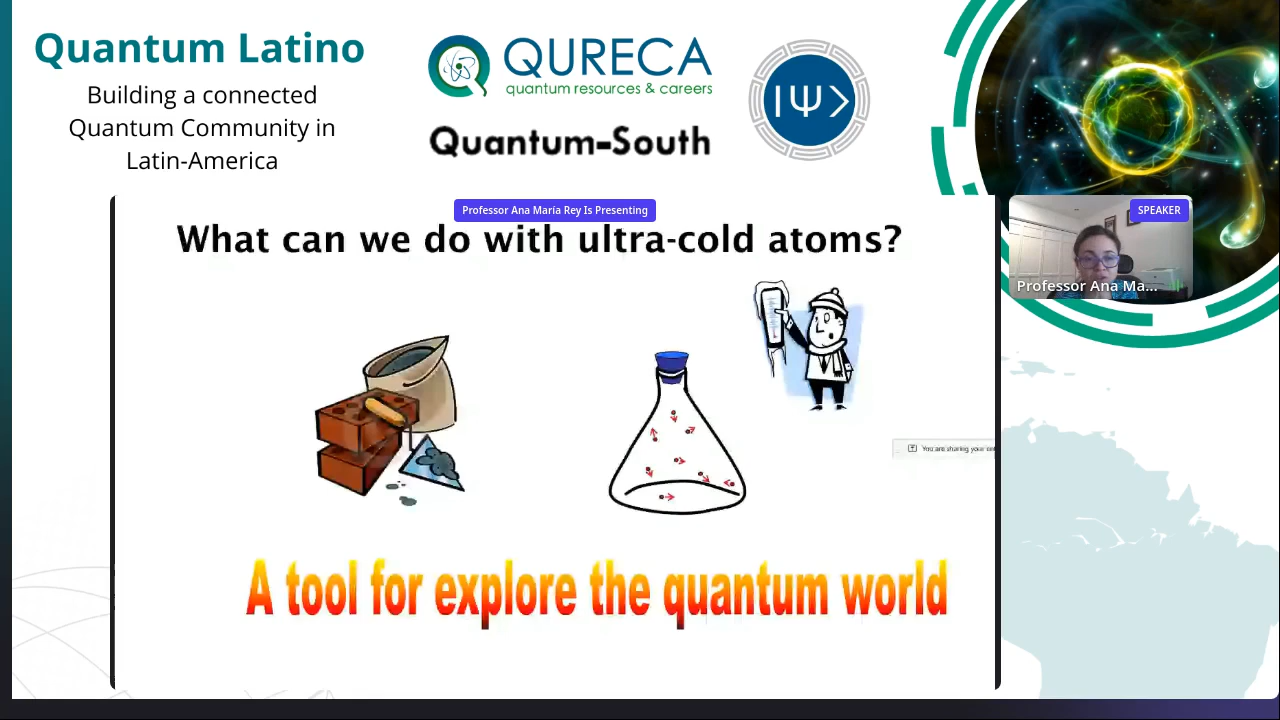 Quantum Latino
Building a connected
Quantum Community in
Latin-America
QURECA
quantum resources & careers
Quantum-South
|Ψ>
Professor Ana María Rey Is Presenting
SPEAKER
Professor Ana Ma...
What can we do with ultra-cold atoms?
You are sharing your
A tool for explore the quantum world